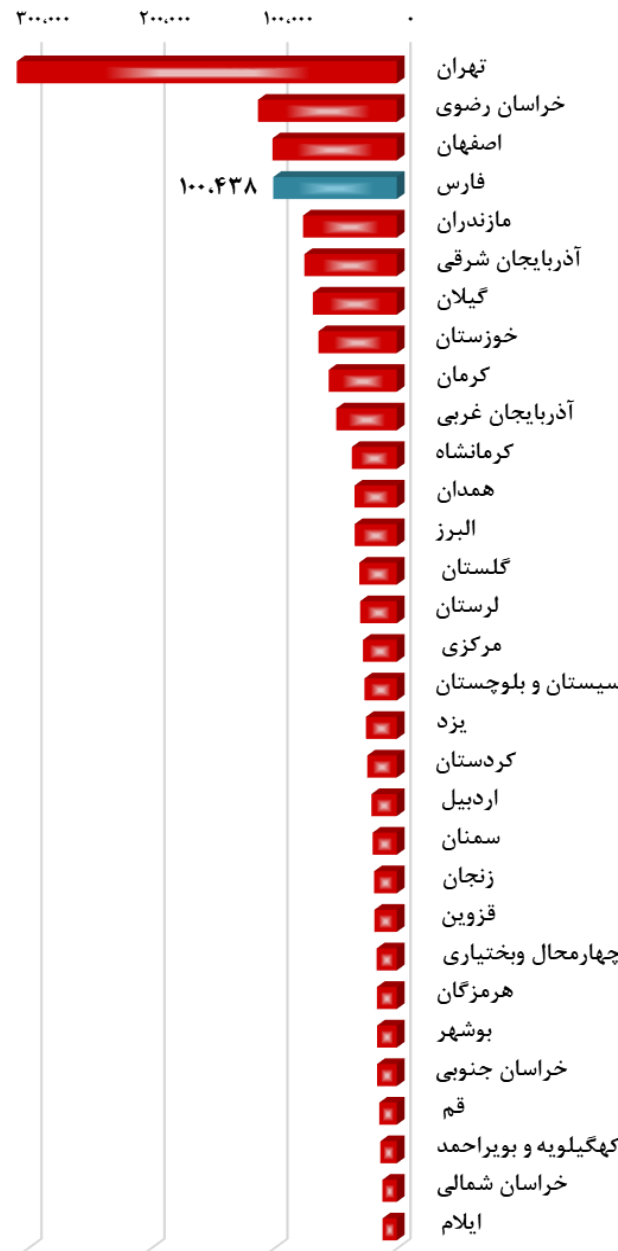 ۰ ۱۰۰،۰۰۰ ۲۰۰،۰۰۰ ۳۰۰،۰۰۰
تهران
خراسان رضوی
اصفهان
فارس ۱۰۰،۴۳۸
مازندران
آذربایجان شرقی
گیلان
خوزستان
کرمان
آذربایجان غربی
کرمانشاه
همدان
البرز
گلستان
لرستان
مرکزی
سیستان و بلوچستان
یزد
کردستان
اردبیل
سمنان
زنجان
قزوین
چهارمحال وبختیاری
هرمزگان
بوشهر
خراسان جنوبی
قم
کهگیلویه و بویراحمد
خراسان شمالی
ایلام